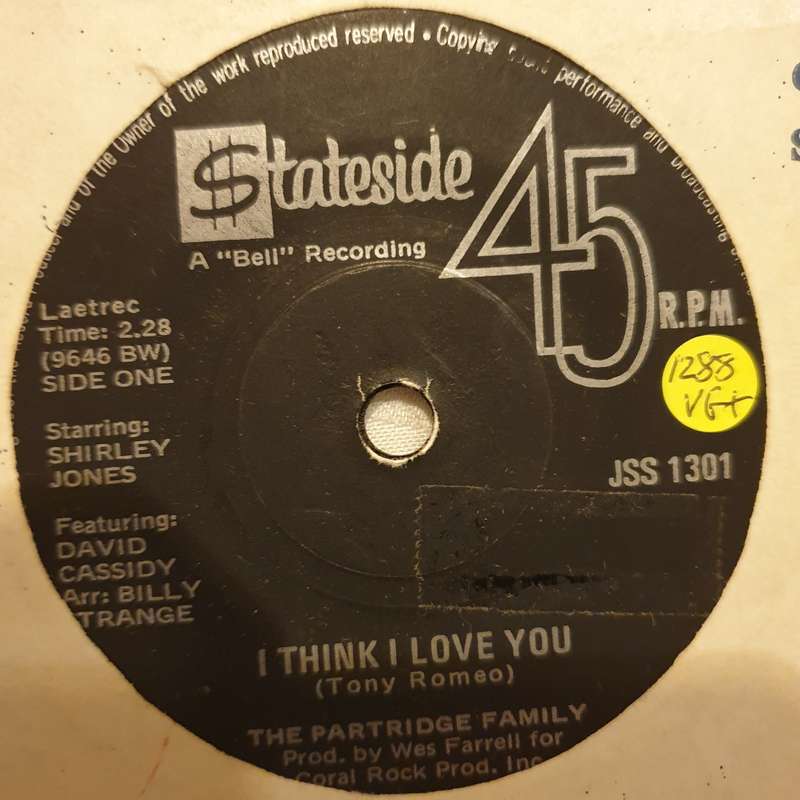 of the Owner of the work reproduced reserved • Copying performance and broadcasting
$tateside
45
A "Bell" Recording
R.P.M.
Laetrec
Time: 2.28
(9646 BW)
SIDE ONE
1288
VG+
Starring:
SHIRLEY
JONES
JSS 1301
Featuring:
DAVID
CASSIDY
Arr: BILLY
TRANGE
I THINK I LOVE YOU
(Tony Romeo)
THE PARTRIDGE FAMILY
Prod. by Wes Farrell for
Coral Rock Prod. Inc